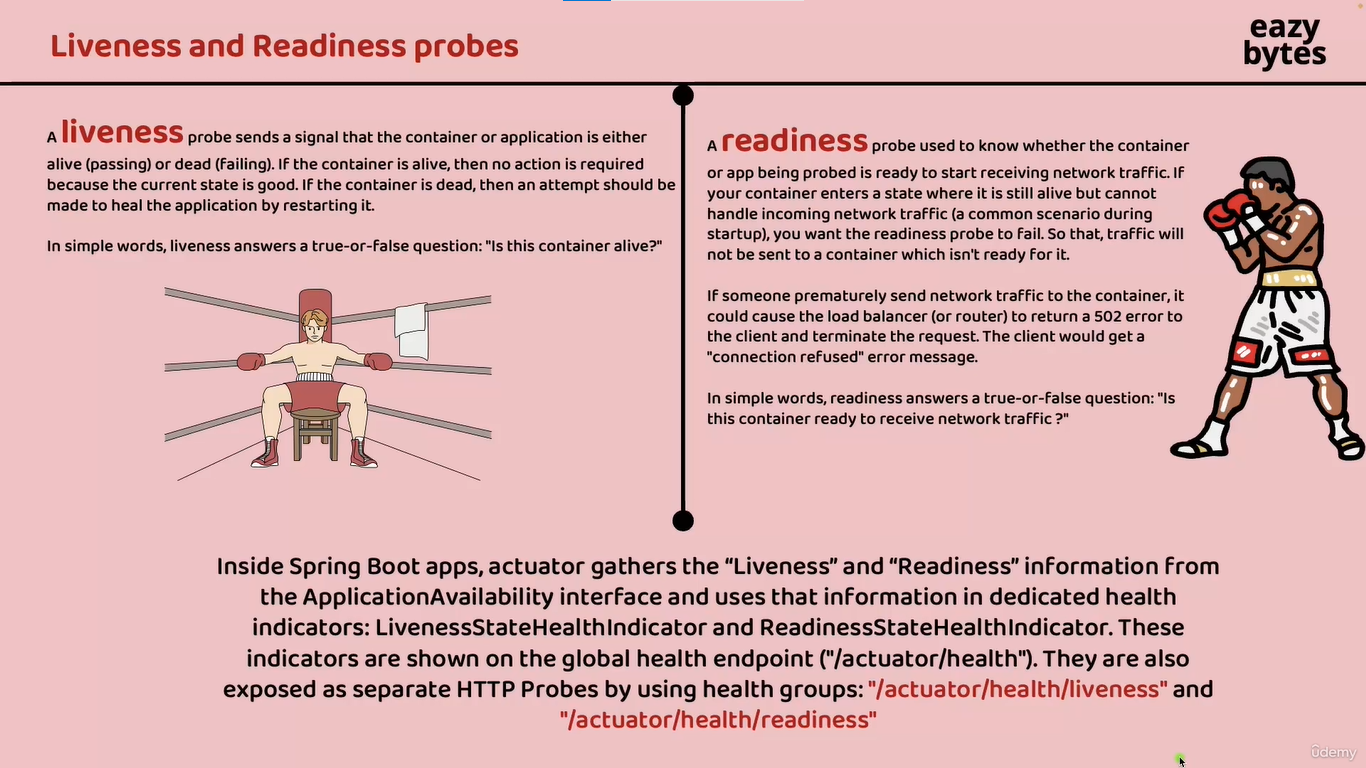 Liveness and Readiness probes
eazy
bytes
A liveness probe sends a signal that the container or application is either
alive (passing) or dead (failing). If the container is alive, then no action is required
because the current state is good. If the container is dead, then an attempt should be
made to heal the application by restarting it.
In simple words, liveness answers a true-or-false question: "Is this container alive?"
A readiness probe used to know whether the container
or app being probed is ready to start receiving network traffic. If
your container enters a state where it is still alive but cannot
handle incoming network traffic (a common scenario during
startup), you want the readiness probe to fail. So that, traffic will
not be sent to a container which isn't ready for it.
If someone prematurely send network traffic to the container, it
could cause the load balancer (or router) to return a 502 error to
the client and terminate the request. The client would get a
"connection refused" error message.
In simple words, readiness answers a true-or-false question: "Is
this container ready to receive network traffic ?"
Inside Spring Boot apps, actuator gathers the “Liveness” and “Readiness” information from
the ApplicationAvailability interface and uses that information in dedicated health
indicators: LivenessStateHealthIndicator and ReadinessStateHealthIndicator. These
indicators are shown on the global health endpoint ("/actuator/health"). They are also
exposed as separate HTTP Probes by using health groups: "/actuator/health/liveness" and
"/actuator/health/readiness"
ûdemy